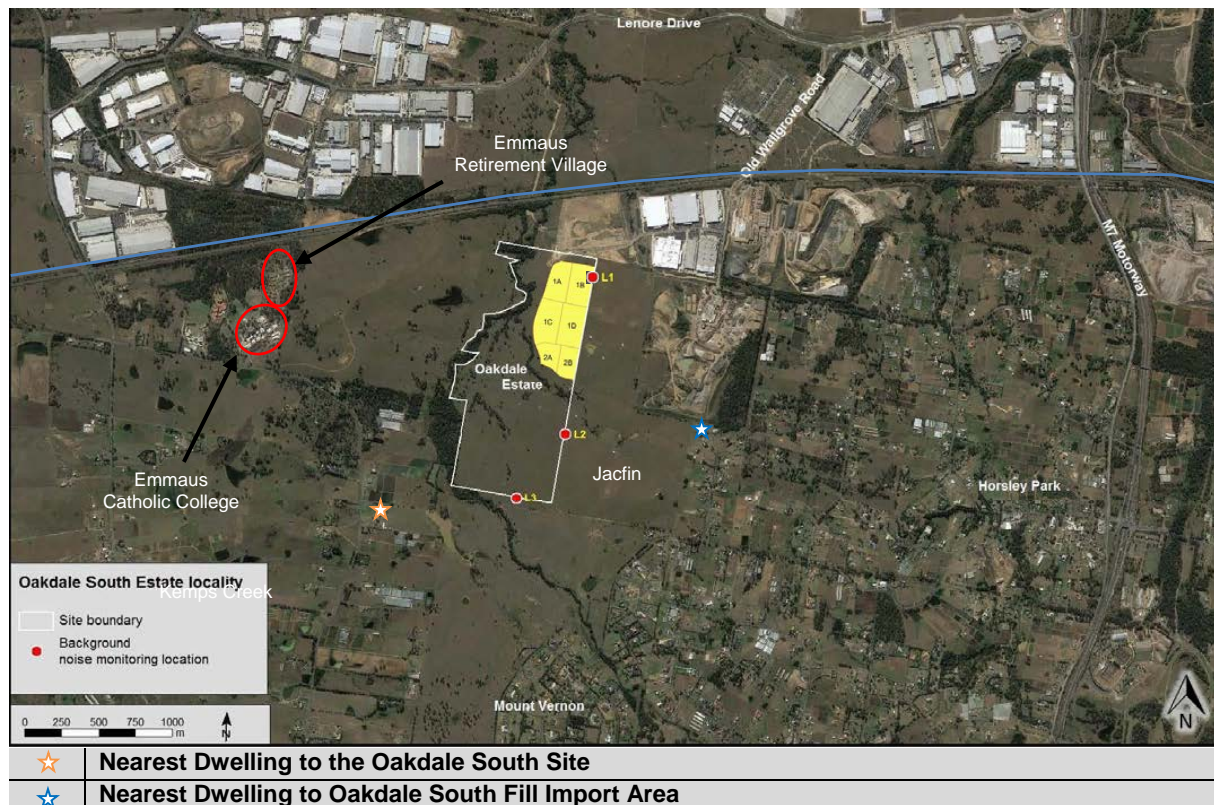 Lenore Drive
Old Wallgrove Road
Emmaus
Retirement Village
M7 Motorway
L1
1A
1B
1C
1D
2A
2B
Oakdale
Estate
L2
Jacfin
Emmaus
Catholic College
L3
Horsley Park
Oakdale South Estate locality
Kemps Creek
Site boundary
Background
noise monitoring location
Mount Vernon
0 250 500 750 1000
m
N
N
Nearest Dwelling to the Oakdale South Site
Nearest Dwelling to Oakdale South Fill Import Area